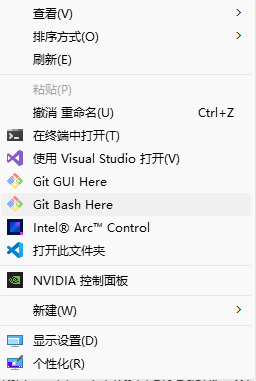 查看(V)
排序方式(O)
刷新(E)
粘贴(P)
撤消 重命名(U) Ctrl+Z
在终端中打开(T)
使用 Visual Studio 打开(V)
Git GUI Here
Git Bash Here
Intel® Arc™ Control
打开此文件夹
NVIDIA 控制面板
新建(W)
显示设置(D)
个性化(R)